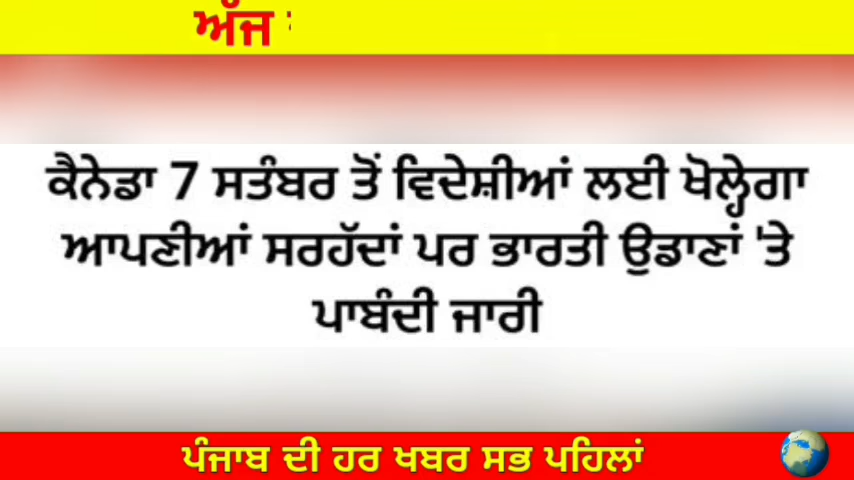 ਅੱਜ
ਕੈਨੇਡਾ 7 ਸਤੰਬਰ ਤੋਂ ਵਿਦੇਸ਼ੀਆਂ ਲਈ ਖੋਲ੍ਹੇਗਾ
ਆਪਣੀਆਂ ਸਰਹੱਦਾਂ ਪਰ ਭਾਰਤੀ ਉਡਾਣਾਂ 'ਤੇ
ਪਾਬੰਦੀ ਜਾਰੀ
ਪੰਜਾਬ ਦੀ ਹਰ ਖਬਰ ਸਭ ਪਹਿਲਾਂ